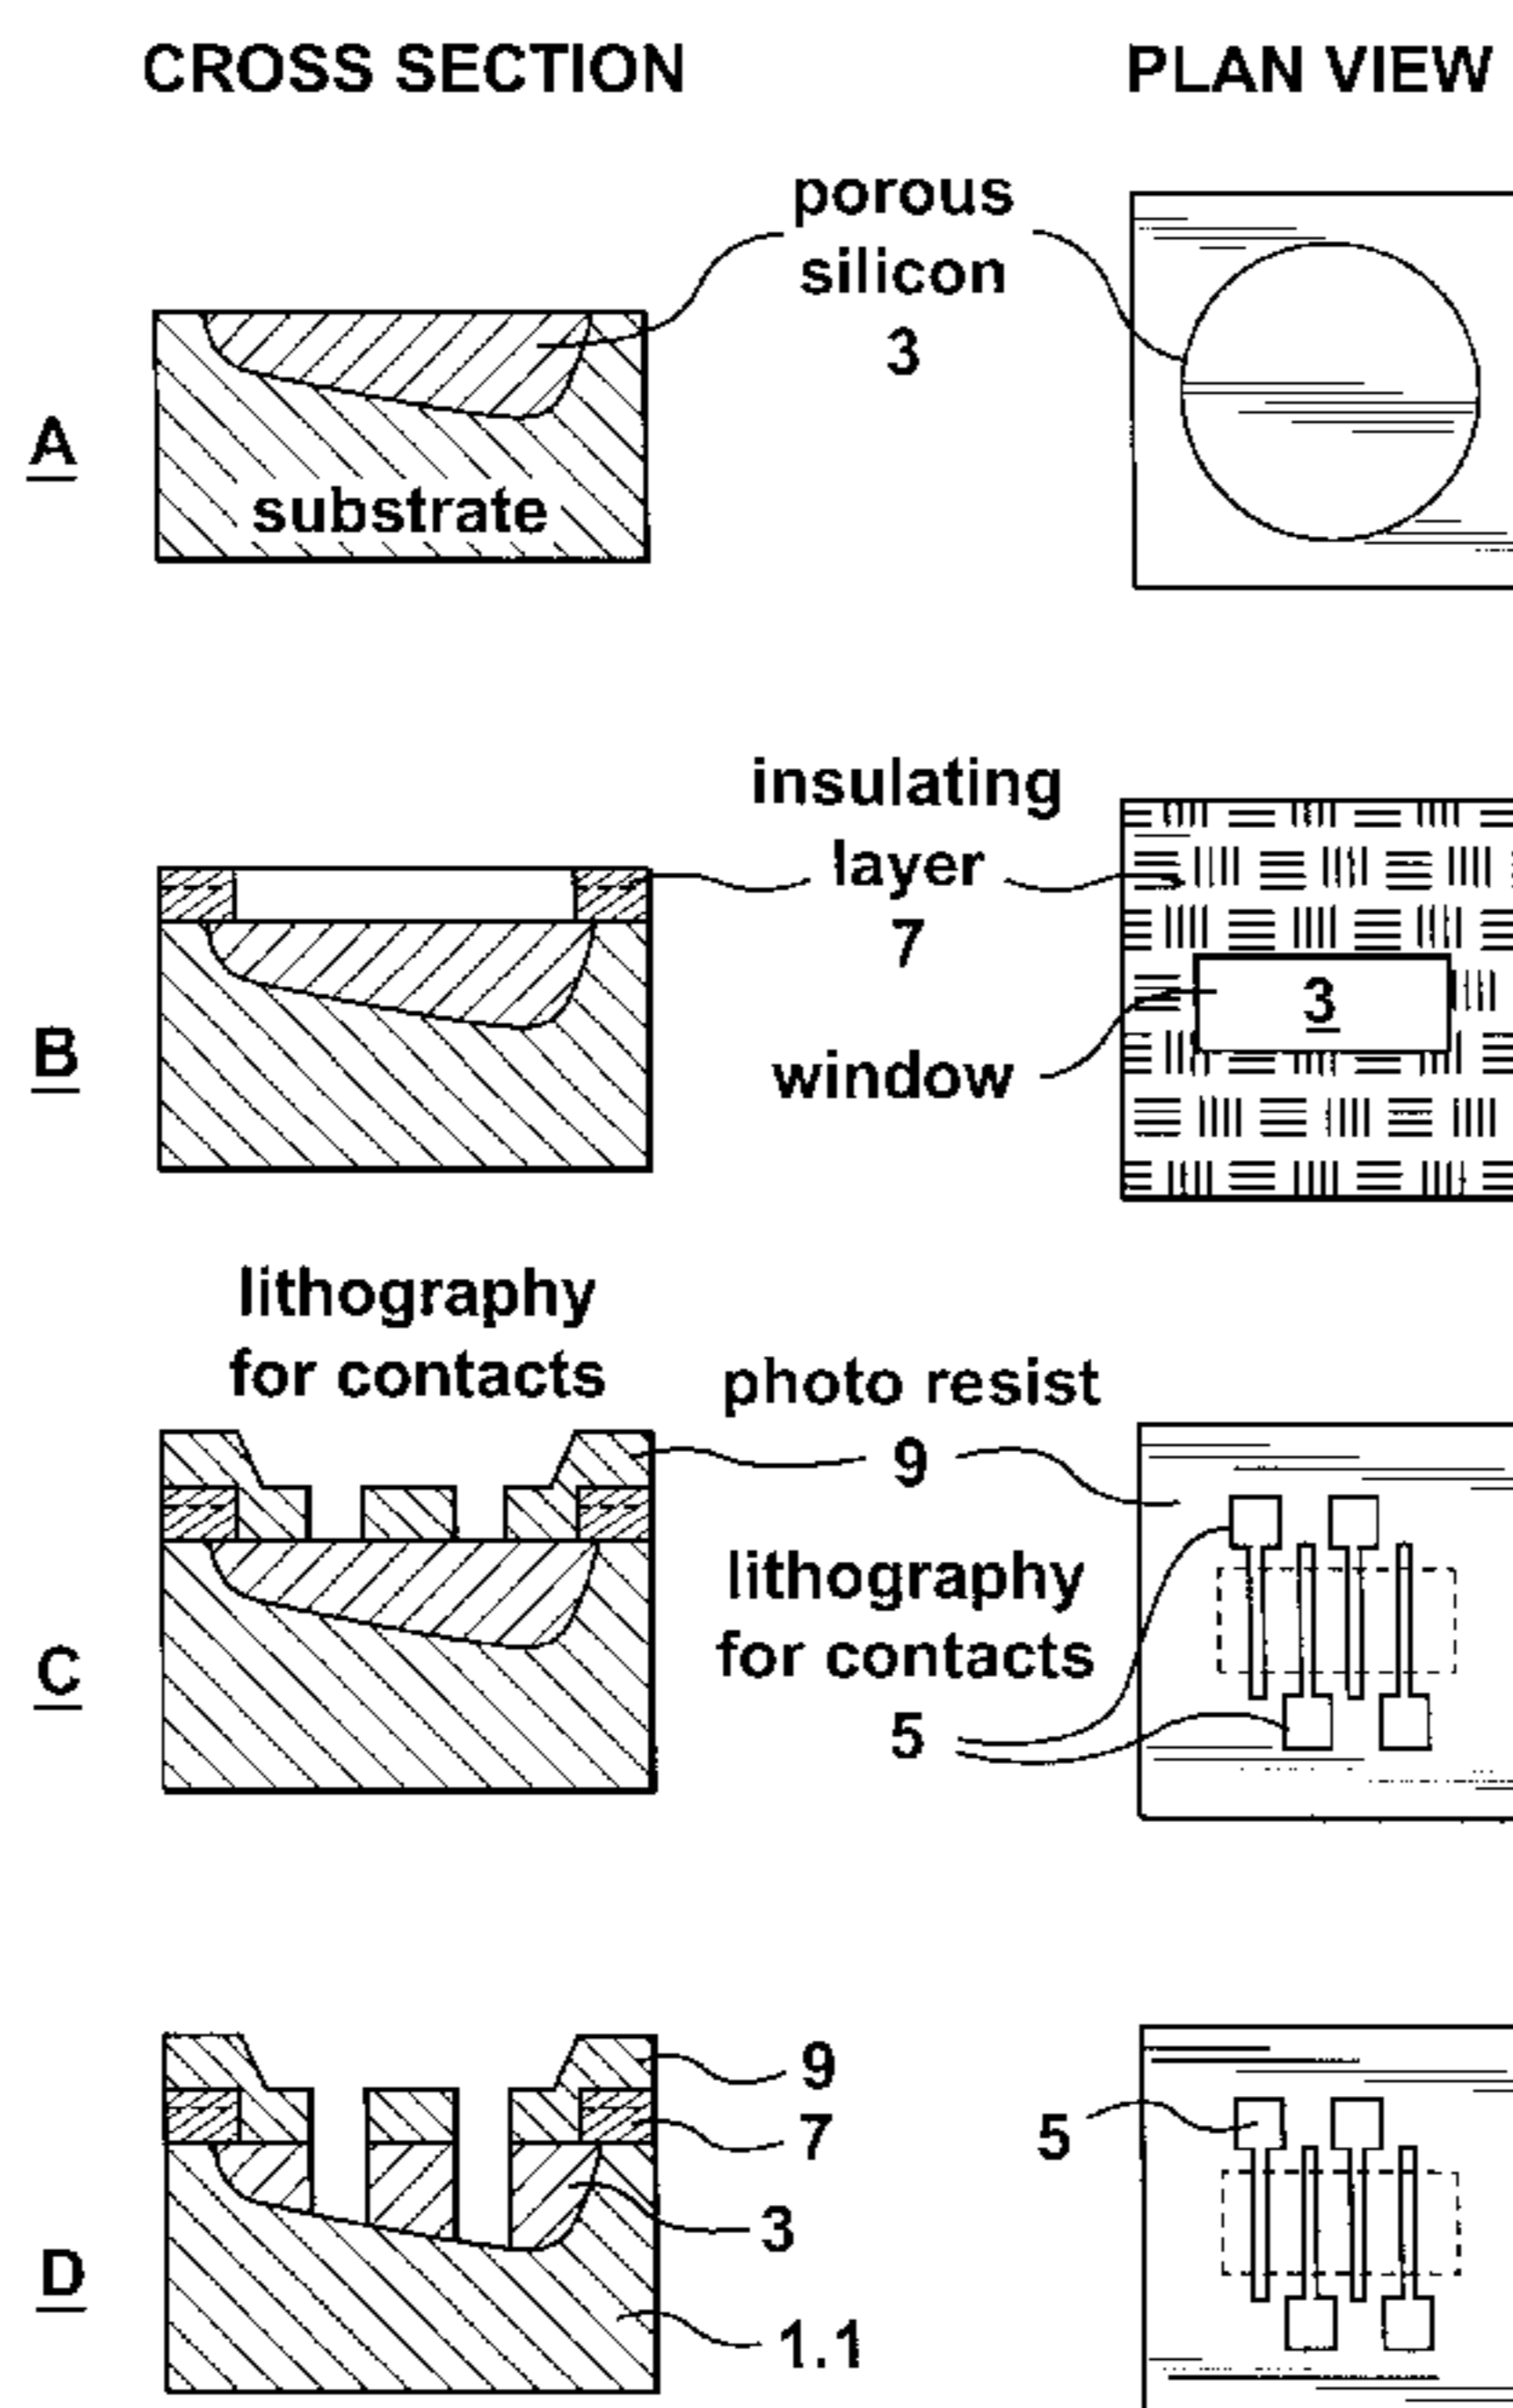 CROSS SECTION
PLAN VIEW
porous
silicon
3
A
substrate
insulating
layer
7
B
3
window
lithography
for contacts
photo resist
9
lithography
for contacts
C
5
9
7
5
3
D
1.1